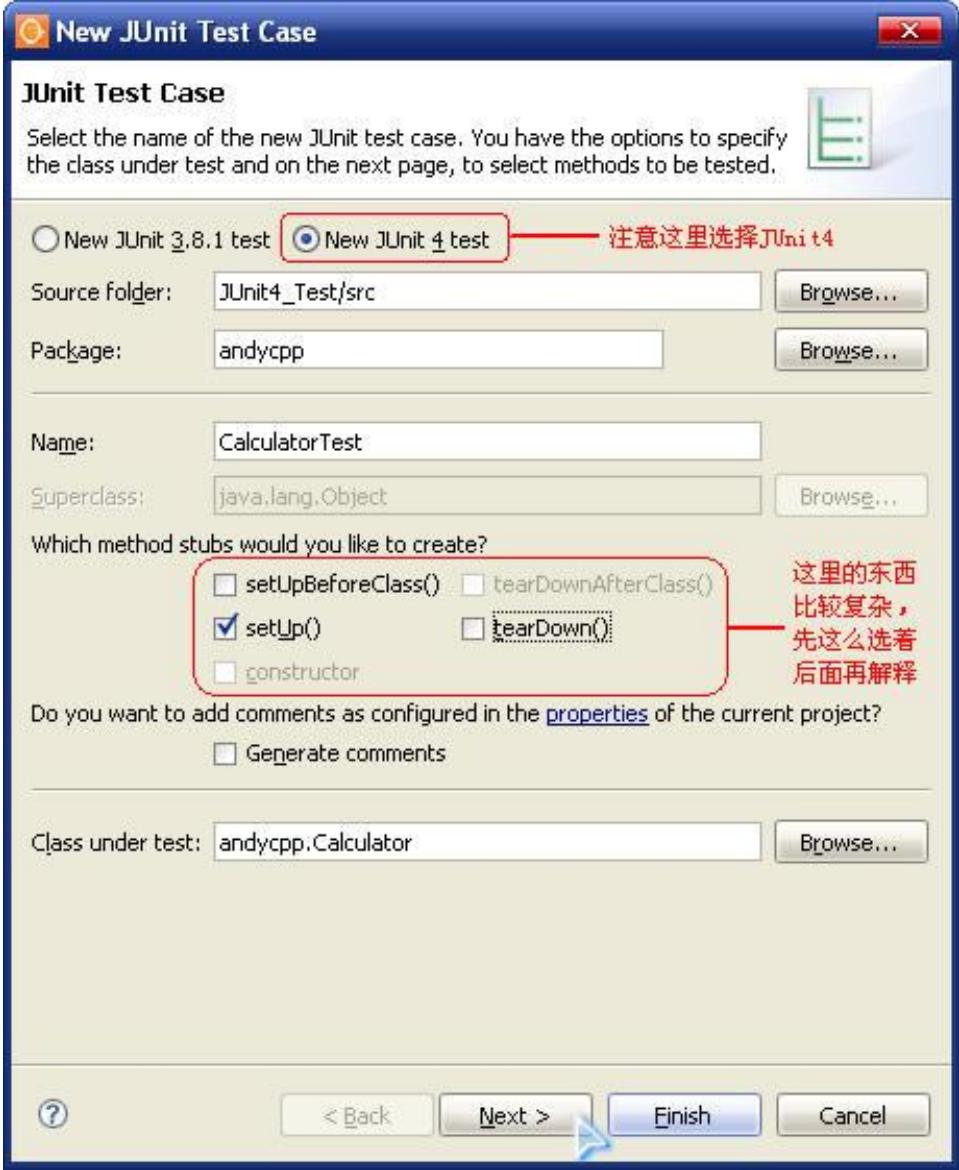 New JUnit Test Case
JUnit Test Case
Select the name of the new JUnit test case. You have the options to specify
the class under test and on the next page, to select methods to be tested.
New JUnit 3.8.1 test
New JUnit 4 test
注意这里选择JUnit4
Source folder:
JUnit4_Test/src
Browse...
Package:
andycpp
Browse...
Name:
CalculatorTest
Superclass:
java.lang.Object
Browse...
Which method stubs would you like to create?
setUpBeforeClass()
tearDownAfterClass()
setUp()
tearDown()
constructor
这里的东西
比较复杂，
先这么选着
后面再解释
Do you want to add comments as configured in the properties of the current project?
Generate comments
Class under test:
andycpp.Calculator
Browse...
?
< Back
Next >
Finish
Cancel